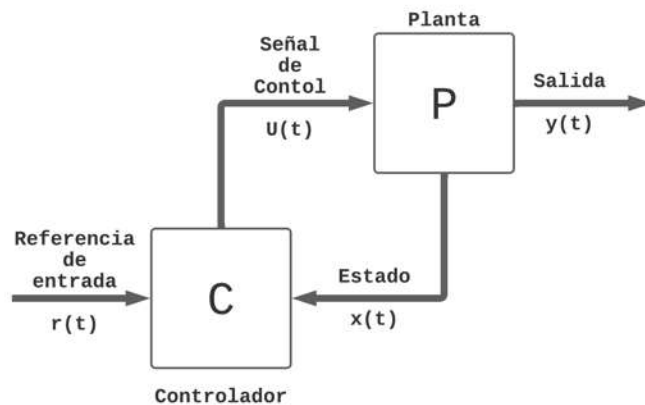 Planta
Señal
de
Contol
U(t)
P
Salida
y(t)
Referencia
de
entrada
r(t)
C
Estado
x(t)
Controlador